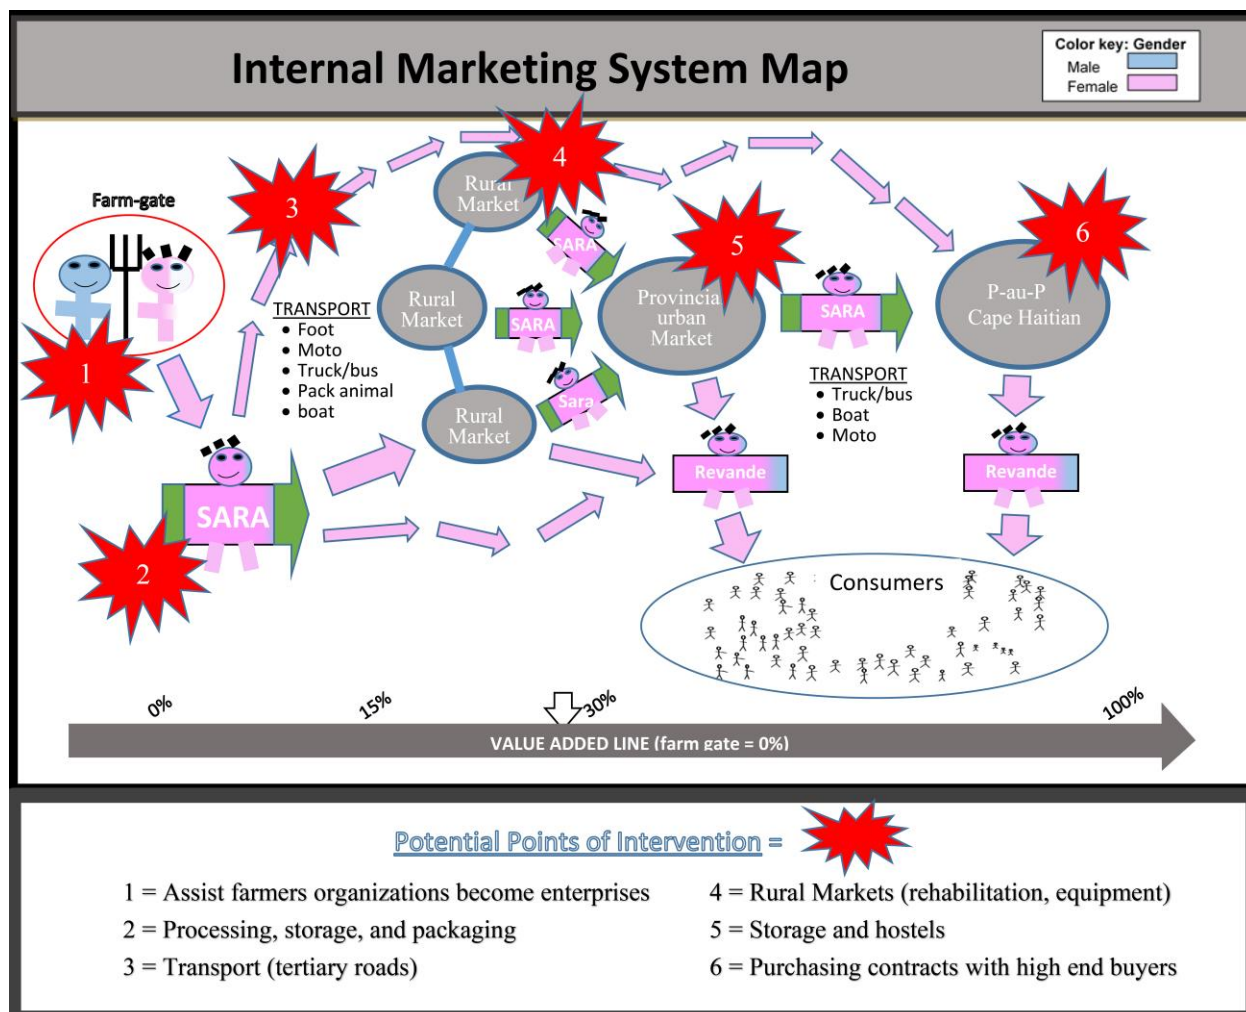 Internal Marketing System Map
Color key: Gender
Male
Female
Farm-gate
1
2
3
4
5
6
TRANSPORT
• Foot
• Moto
• Truck/bus
• Pack animal
• boat
Rural
Market
Rural
Market
Rural
Market
SARA
SARA
SARA
Sara
Provincia
urban
Market
SARA
P-au-P
Cape Haitian
TRANSPORT
• Truck/bus
• Boat
• Moto
Revande
Revande
Consumers
0%
15%
30%
100%
VALUE ADDED LINE (farm gate = 0%)
Potential Points of Intervention =
1 = Assist farmers organizations become enterprises
2 = Processing, storage, and packaging
3 = Transport (tertiary roads)
4 = Rural Markets (rehabilitation, equipment)
5 = Storage and hostels
6 = Purchasing contracts with high end buyers